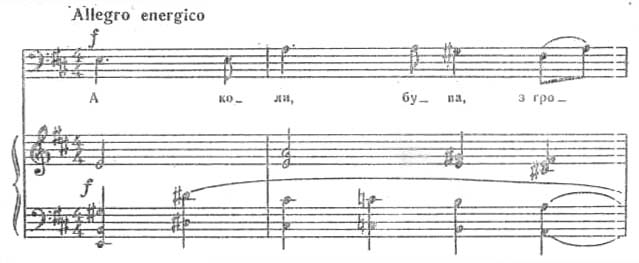 Allegro energico
f
А ко- ли, бу- ва, з гро-
f